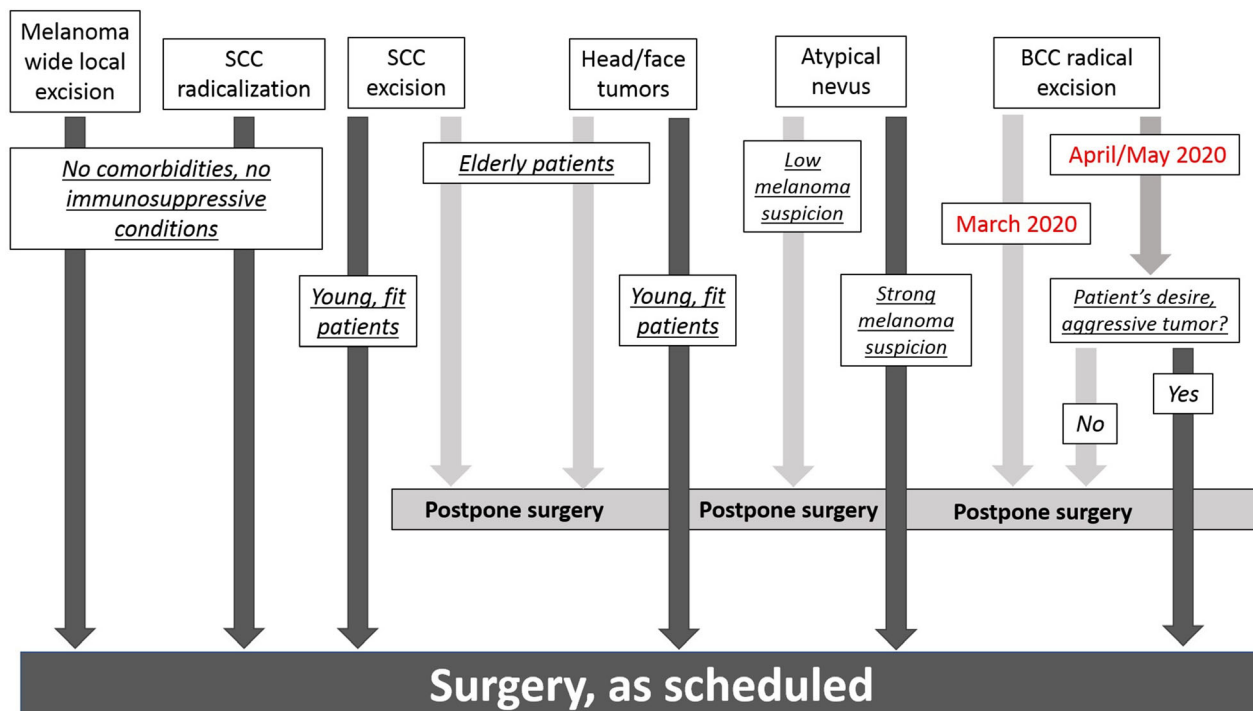 Melanoma
wide local
excision
SCC
radicalization
SCC
excision
Head/face
tumors
Atypical
nevus
BCC radical
excision
No comorbidities, no
immunosuppressive
conditions
Elderly patients
Low
melanoma
suspicion
March 2020
April/May 2020
Young, fit
patients
Young, fit
patients
Strong
melanoma
suspicion
Patient's desire,
aggressive tumor?
No
Yes
Postpone surgery
Postpone surgery
Postpone surgery
Surgery, as scheduled